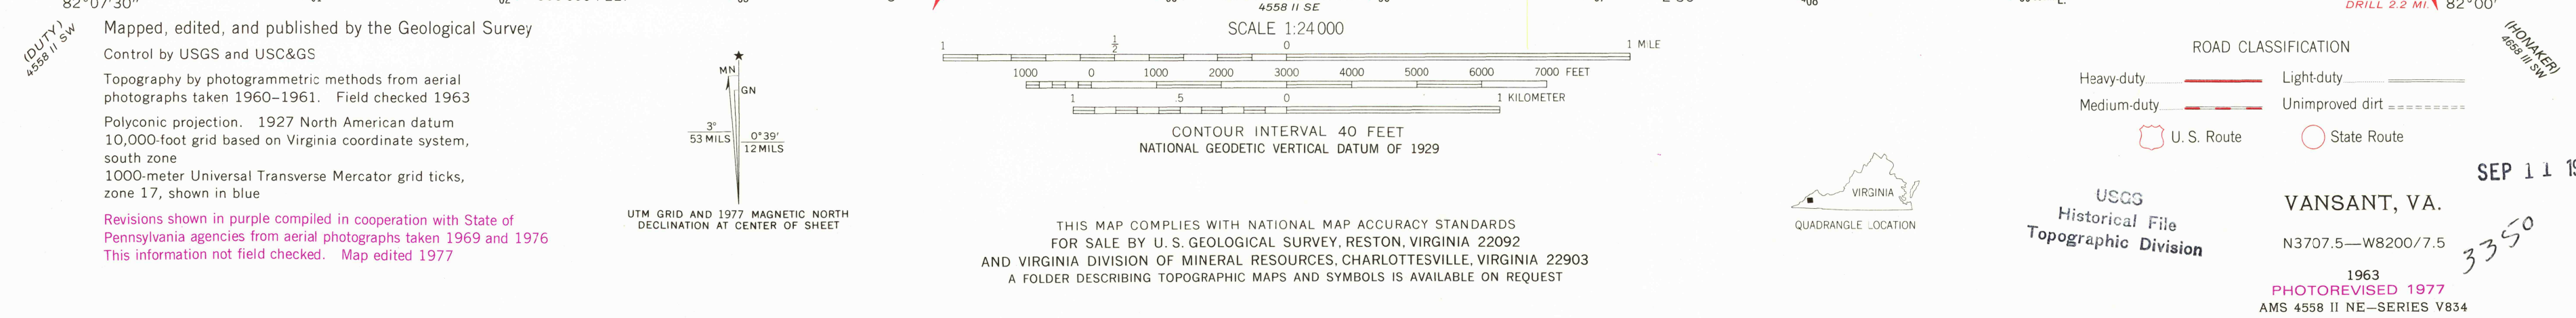 82°07'30"
(DUTY)
4558 II SW
Mapped, edited, and published by the Geological Survey
Control by USGS and USC&GS
Topography by photogrammetric methods from aerial
photographs taken 1960–1961. Field checked 1963
Polyconic projection. 1927 North American datum
10,000-foot grid based on Virginia coordinate system,
south zone
1000-meter Universal Transverse Mercator grid ticks,
zone 17, shown in blue
Revisions shown in purple compiled in cooperation with State of
Pennsylvania agencies from aerial photographs taken 1969 and 1976
This information not field checked. Map edited 1977
★
MN
GN
3°
53 MILS
0°39'
12 MILS
UTM GRID AND 1977 MAGNETIC NORTH
DECLINATION AT CENTER OF SHEET
4558 II SE
SCALE 1:24 000
1 1/2 0 1 MILE
1000 0 1000 2000 3000 4000 5000 6000 7000 FEET
1 .5 0 1 KILOMETER
CONTOUR INTERVAL 40 FEET
NATIONAL GEODETIC VERTICAL DATUM OF 1929
THIS MAP COMPLIES WITH NATIONAL MAP ACCURACY STANDARDS
FOR SALE BY U.S. GEOLOGICAL SURVEY, RESTON, VIRGINIA 22092
AND VIRGINIA DIVISION OF MINERAL RESOURCES, CHARLOTTESVILLE, VIRGINIA 22903
A FOLDER DESCRIBING TOPOGRAPHIC MAPS AND SYMBOLS IS AVAILABLE ON REQUEST
VIRGINIA
QUADRANGLE LOCATION
DRILL 2.2 MI.
82°00'
(HONAKER)
4658 III SW
ROAD CLASSIFICATION
Heavy-duty Light-duty
Medium-duty Unimproved dirt
U.S. Route State Route
USGS
Historical File
Topographic Division
SEP 11 19
VANSANT, VA.
N3707.5—W8200/7.5
3350
1963
PHOTOREVISED 1977
AMS 4558 II NE–SERIES V834